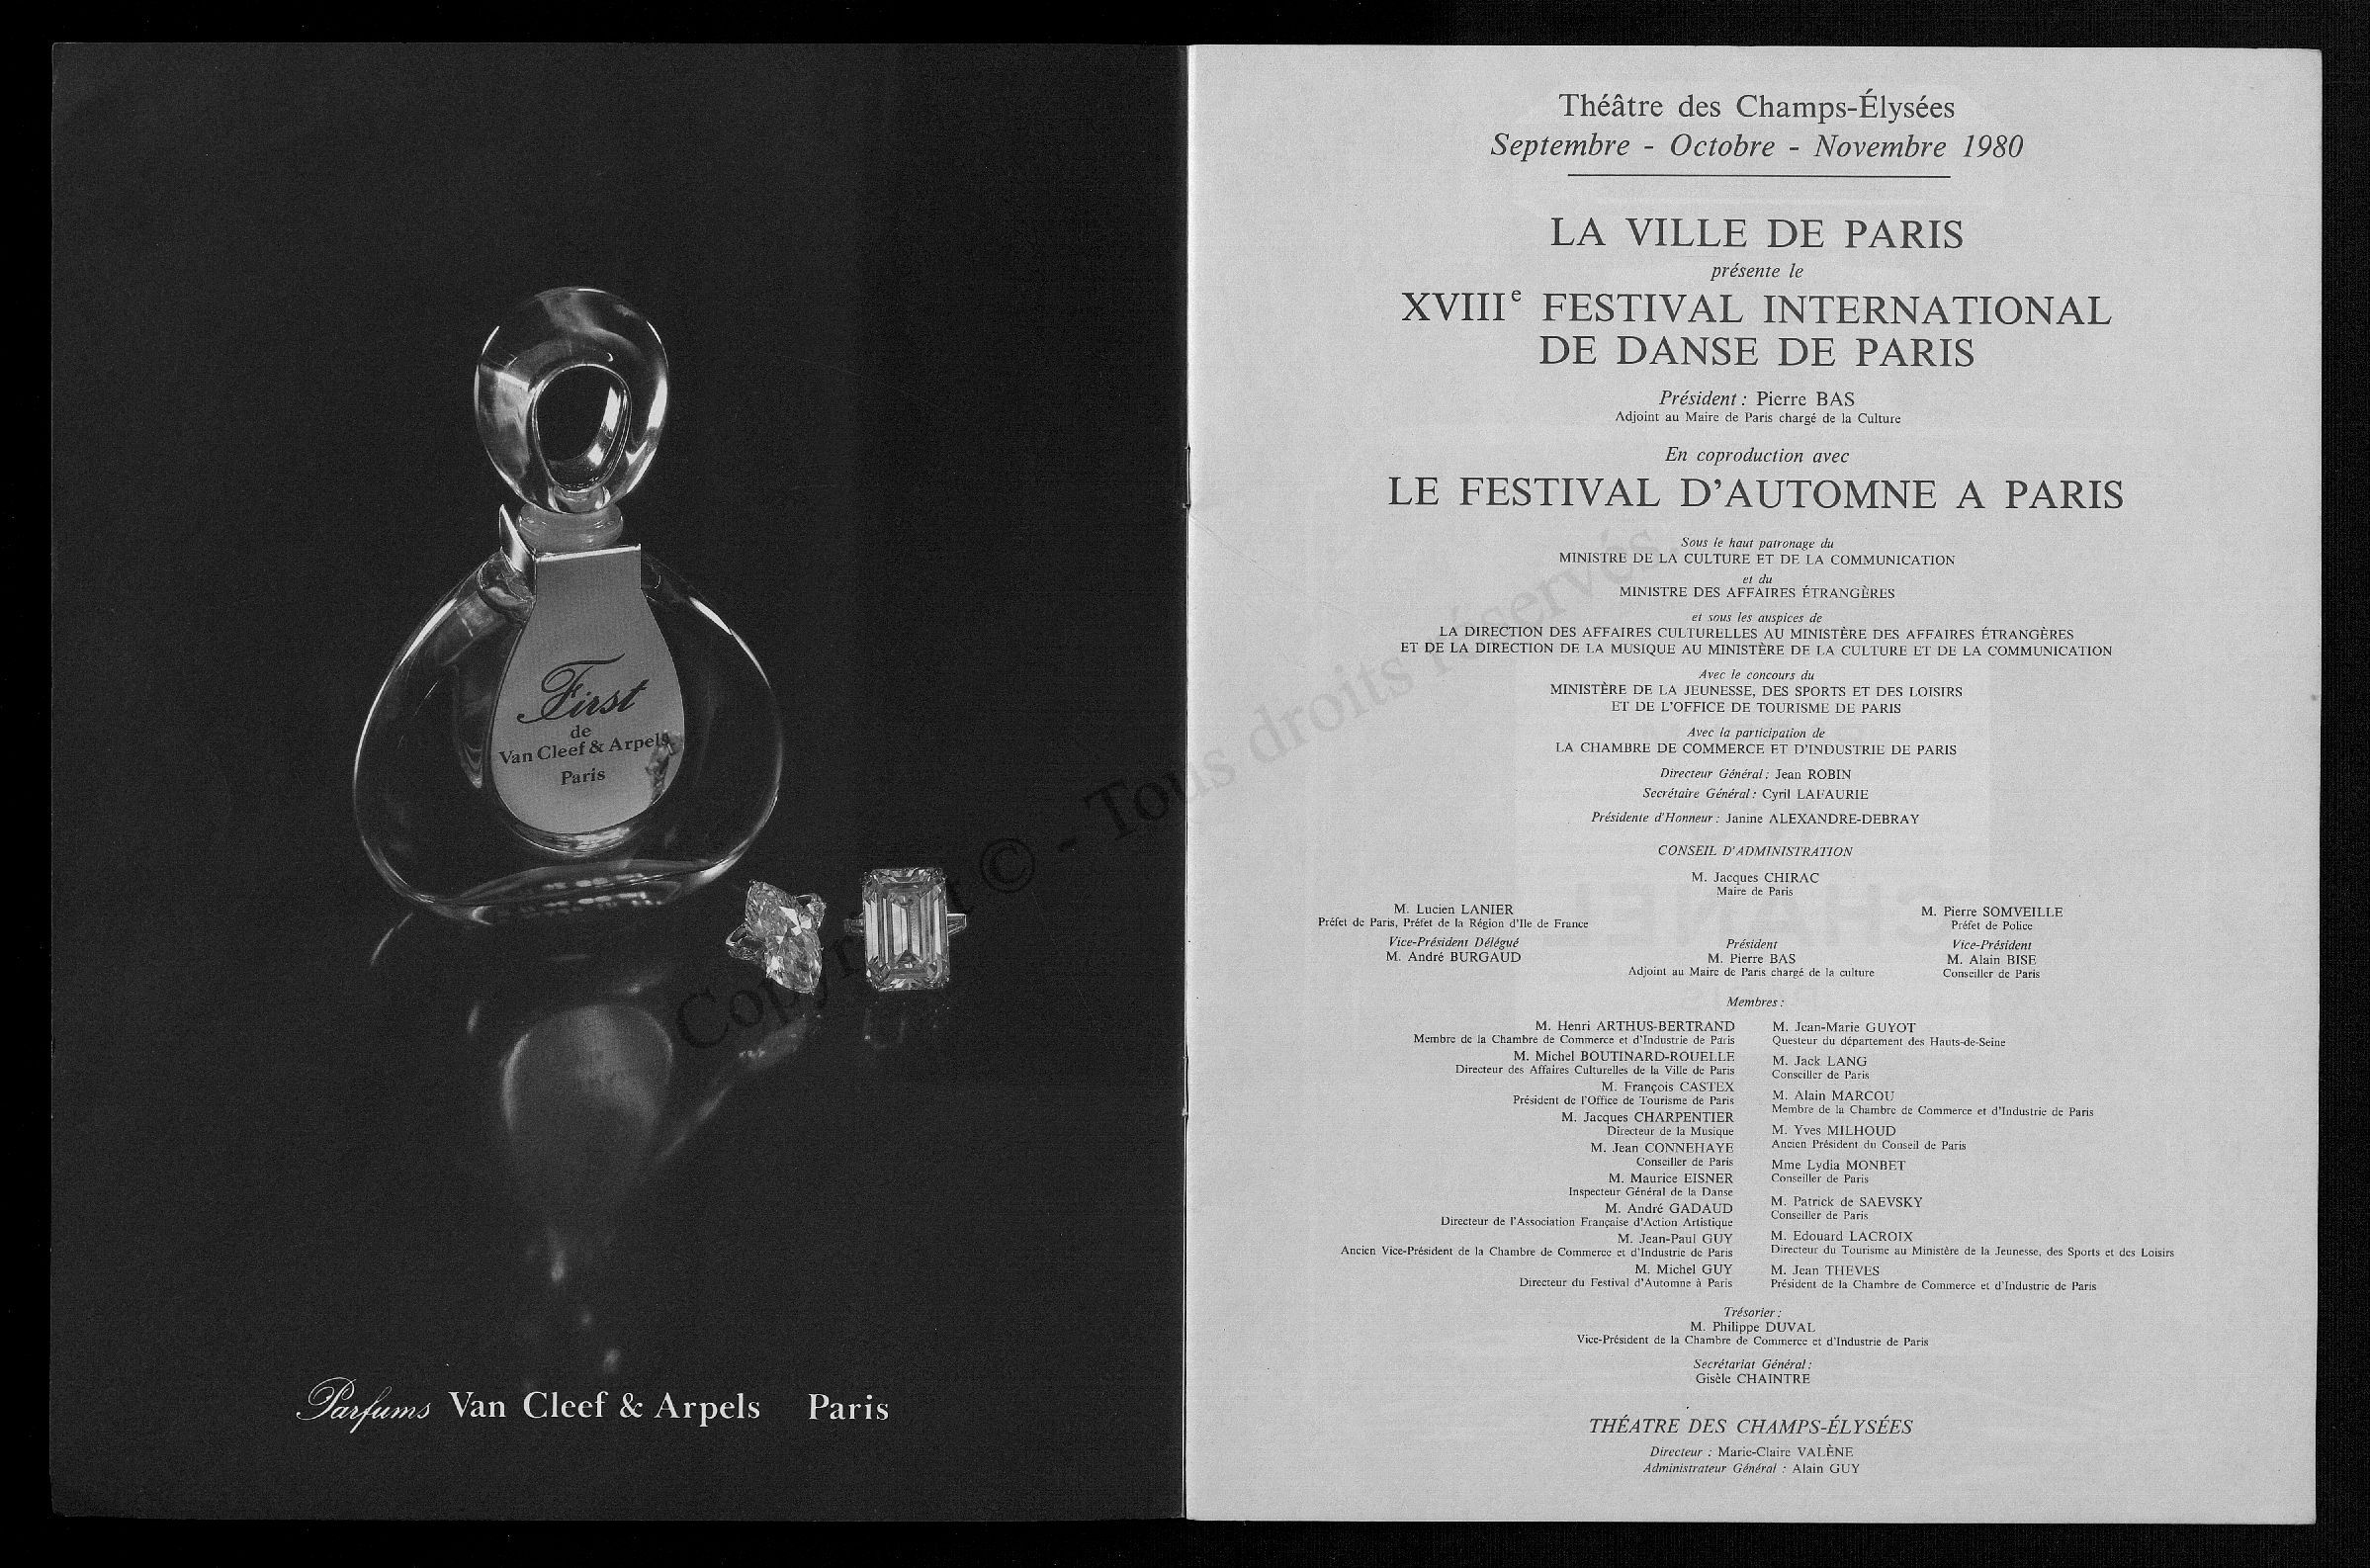 First
de
Van Cleef & Arpels
Paris
Parfums Van Cleef & Arpels Paris
Copyright © - Tous droits réservés
Théâtre des Champs-Élysées
Septembre - Octobre - Novembre 1980
LA VILLE DE PARIS
présente le
XVIIIe FESTIVAL INTERNATIONAL
DE DANSE DE PARIS
Président : Pierre BAS
Adjoint au Maire de Paris chargé de la Culture
En coproduction avec
LE FESTIVAL D'AUTOMNE A PARIS
Sous le haut patronage du
MINISTRE DE LA CULTURE ET DE LA COMMUNICATION
et du
MINISTRE DES AFFAIRES ÉTRANGÈRES
et sous les auspices de
LA DIRECTION DES AFFAIRES CULTURELLES AU MINISTÈRE DES AFFAIRES ÉTRANGÈRES
ET DE LA DIRECTION DE LA MUSIQUE AU MINISTÈRE DE LA CULTURE ET DE LA COMMUNICATION
Avec le concours du
MINISTÈRE DE LA JEUNESSE, DES SPORTS ET DES LOISIRS
ET DE L'OFFICE DE TOURISME DE PARIS
Avec la participation de
LA CHAMBRE DE COMMERCE ET D'INDUSTRIE DE PARIS
Directeur Général : Jean ROBIN
Secrétaire Général : Cyril LAFAURIE
Présidente d'Honneur : Janine ALEXANDRE-DEBRAY
CONSEIL D'ADMINISTRATION
M. Jacques CHIRAC
Maire de Paris
M. Lucien LANIER
Préfet de Paris, Préfet de la Région d'Ile de France
M. Pierre SOMVEILLE
Préfet de Police
Vice-Président Délégué
M. André BURGAUD
Président
M. Pierre BAS
Adjoint au Maire de Paris chargé de la culture
Vice-Président
M. Alain BISE
Conseiller de Paris
Membres :
M. Henri ARTHUS-BERTRAND
Membre de la Chambre de Commerce et d'Industrie de Paris
M. Michel BOUTINARD-ROUELLE
Directeur des Affaires Culturelles de la Ville de Paris
M. François CASTEX
Président de l'Office de Tourisme de Paris
M. Jacques CHARPENTIER
Directeur de la Musique
M. Jean CONNEHAYE
Conseiller de Paris
M. Maurice EISNER
Inspecteur Général de la Danse
M. André GADAUD
Directeur de l'Association Française d'Action Artistique
M. Jean-Paul GUY
Ancien Vice-Président de la Chambre de Commerce et d'Industrie de Paris
M. Michel GUY
Directeur du Festival d'Automne à Paris
M. Jean-Marie GUYOT
Questeur du département des Hauts-de-Seine
M. Jack LANG
Conseiller de Paris
M. Alain MARCOU
Membre de la Chambre de Commerce et d'Industrie de Paris
M. Yves MILHOUD
Ancien Président du Conseil de Paris
Mme Lydia MONBET
Conseiller de Paris
M. Patrick de SAEVSKY
Conseiller de Paris
M. Edouard LACROIX
Directeur du Tourisme au Ministère de la Jeunesse, des Sports et des Loisirs
M. Jean THEVES
Président de la Chambre de Commerce et d'Industrie de Paris
Trésorier :
M. Philippe DUVAL
Vice-Président de la Chambre de Commerce et d'Industrie de Paris
Secrétariat Général :
Gisèle CHAINTRE
THÉATRE DES CHAMPS-ÉLYSÉES
Directeur : Marie-Claire VALÈNE
Administrateur Général : Alain GUY